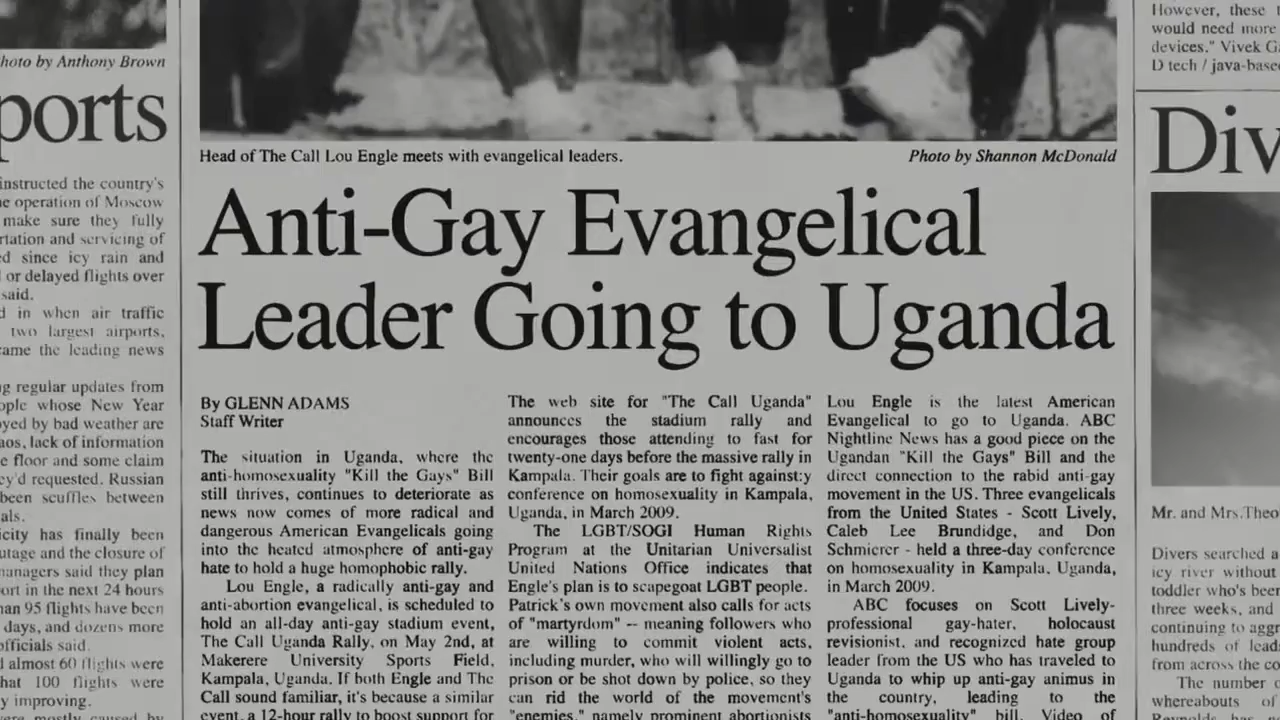 Photo by Anthony Brown
ports
instructed the country's
operation of Moscow
make sure they fully
and servicing of
since icy rain and
or delayed flights over
said.
in when air traffic
two largest airports,
the leading news
regular updates from
whose New Year
by bad weather are
lack of information
floor and some claim
requested. Russian
been scuffles between
city has finally been
and the closure of
managers said they plan
in the next 24 hours
than 95 flights have been
days, and dozens more
officials said.
almost 60 flights were
that 100 flights were
improving.
were mostly caused by
Head of The Call Lou Engle meets with evangelical leaders.
Photo by Shannon McDonald
Anti-Gay Evangelical
Leader Going to Uganda
By GLENN ADAMS
Staff Writer
The situation in Uganda, where the
anti-homosexuality "Kill the Gays" Bill
still thrives, continues to deteriorate as
news now comes of more radical and
dangerous American Evangelicals going
into the heated atmosphere of anti-gay
hate to hold a huge homophobic rally.
Lou Engle, a radically anti-gay and
anti-abortion evangelical, is scheduled to
hold an all-day anti-gay stadium event,
The Call Uganda Rally, on May 2nd, at
Makerere University Sports Field,
Kampala, Uganda. If both Engle and The
Call sound familiar, it's because a similar
event, a 12-hour rally to boost support for
The web site for "The Call Uganda"
announces the stadium rally and
encourages those attending to fast for
twenty-one days before the massive rally in
Kampala. Their goals are to fight against:y
conference on homosexuality in Kampala,
Uganda, in March 2009.
The LGBT/SOGI Human Rights
Program at the Unitarian Universalist
United Nations Office indicates that
Engle's plan is to scapegoat LGBT people.
Patrick's own movement also calls for acts
of "martyrdom" -- meaning followers who
are willing to commit violent acts,
including murder, who will willingly go to
prison or be shot down by police, so they
can rid the world of the movement's
"enemies," namely prominent abortionists
Lou Engle is the latest American
Evangelical to go to Uganda. ABC
Nightline News has a good piece on the
Ugandan "Kill the Gays" Bill and the
direct connection to the rabid anti-gay
movement in the US. Three evangelicals
from the United States - Scott Lively,
Caleb Lee Brundidge, and Don
Schmierer - held a three-day conference
on homosexuality in Kampala, Uganda,
in March 2009.
ABC focuses on Scott Lively-
professional gay-hater, holocaust
revisionist, and recognized hate group
leader from the US who has traveled to
Uganda to whip up anti-gay animus in
the country, leading to the
"anti-homosexuality" bill. Video of
However, these
would need more
devices." Vivek
D tech / java-based
Div
Mr. and Mrs.Theo
Divers searched
icy river without
toddler who's been
three weeks, and
continuing to
hundreds of
from across the
The number
whereabouts of